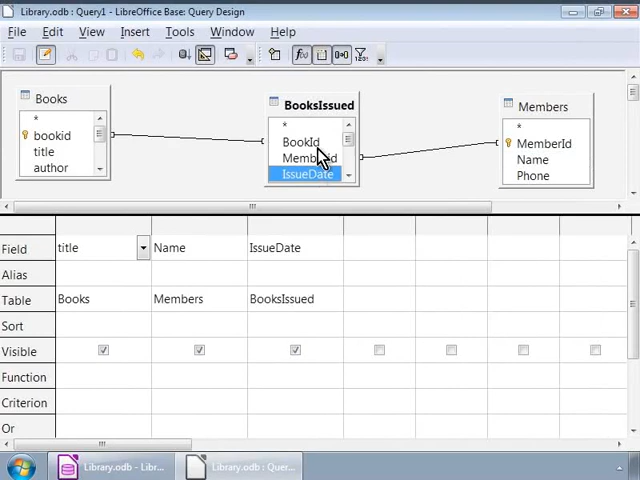 Library.odb : Query1 - LibreOffice Base: Query Design
File Edit View Insert Tools Window Help
Books
*
bookid
title
author
BooksIssued
*
BookId
IssueDate
Members
*
MemberId
Name
Phone
Field title Name IssueDate
Alias
Table Books Members BooksIssued
Sort
Visible
Function
Criterion
Or
Library.odb - Libr...
Library.odb : Que...